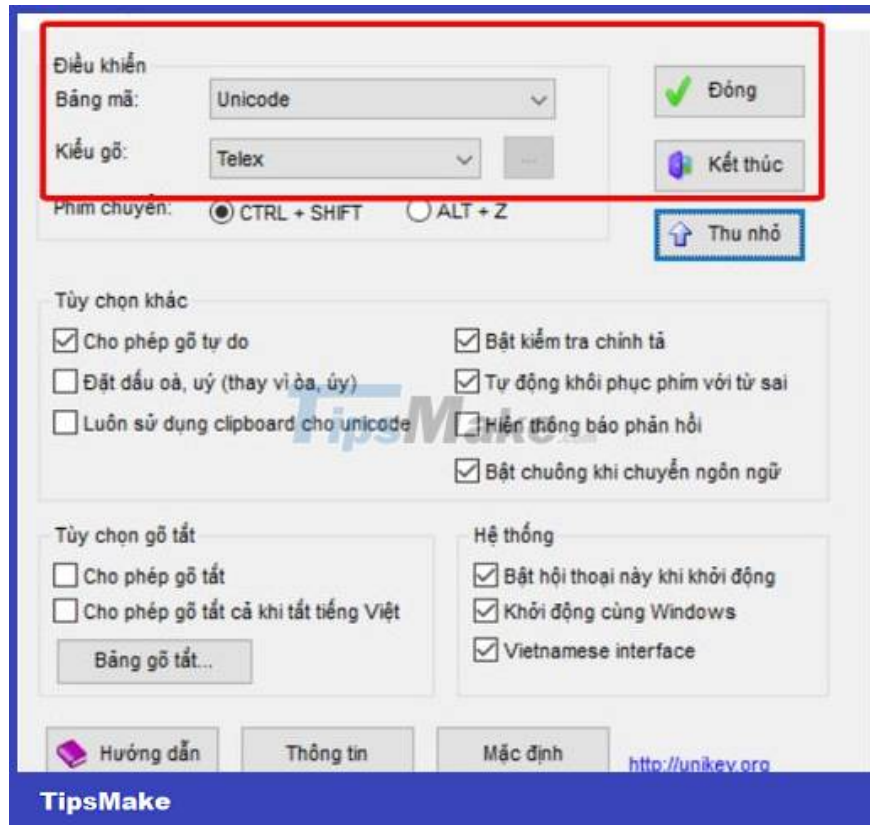 Điều khiển
Bảng mã:
Unicode
Đóng
Kiểu gõ:
Telex
...
Kết thúc
Phím chuyển:
CTRL + SHIFT
ALT + Z
Thu nhỏ
Tùy chọn khác
Cho phép gõ tự do
Bật kiểm tra chính tả
Đặt dấu oà, uý (thay vì òa, úy)
Tự động khôi phục phím với từ sai
Luôn sử dụng clipboard cho unicode
Hiện thông báo phản hồi
TipsMake.com
Bật chuông khi chuyển ngôn ngữ
Tùy chọn gõ tắt
Hệ thống
Cho phép gõ tắt
Bật hội thoại này khi khởi động
Cho phép gõ tắt cả khi tắt tiếng Việt
Khởi động cùng Windows
Bảng gõ tắt...
Vietnamese interface
Hướng dẫn
Thông tin
Mặc định
http://unikey.org
TipsMake